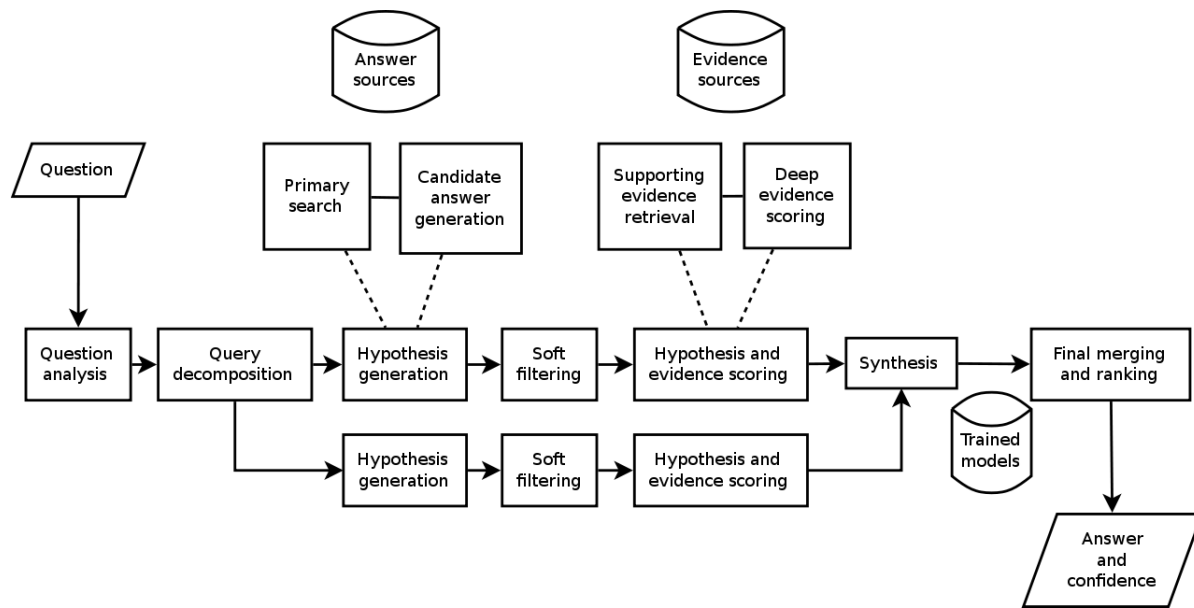 Answer
sources
Evidence
sources
Question
Primary
search
Candidate
answer
generation
Supporting
evidence
retrieval
Deep
evidence
scoring
Question
analysis
Query
decomposition
Hypothesis
generation
Soft
filtering
Hypothesis and
evidence scoring
Synthesis
Final merging
and ranking
Trained
models
Hypothesis
generation
Soft
filtering
Hypothesis and
evidence scoring
Answer
and
confidence